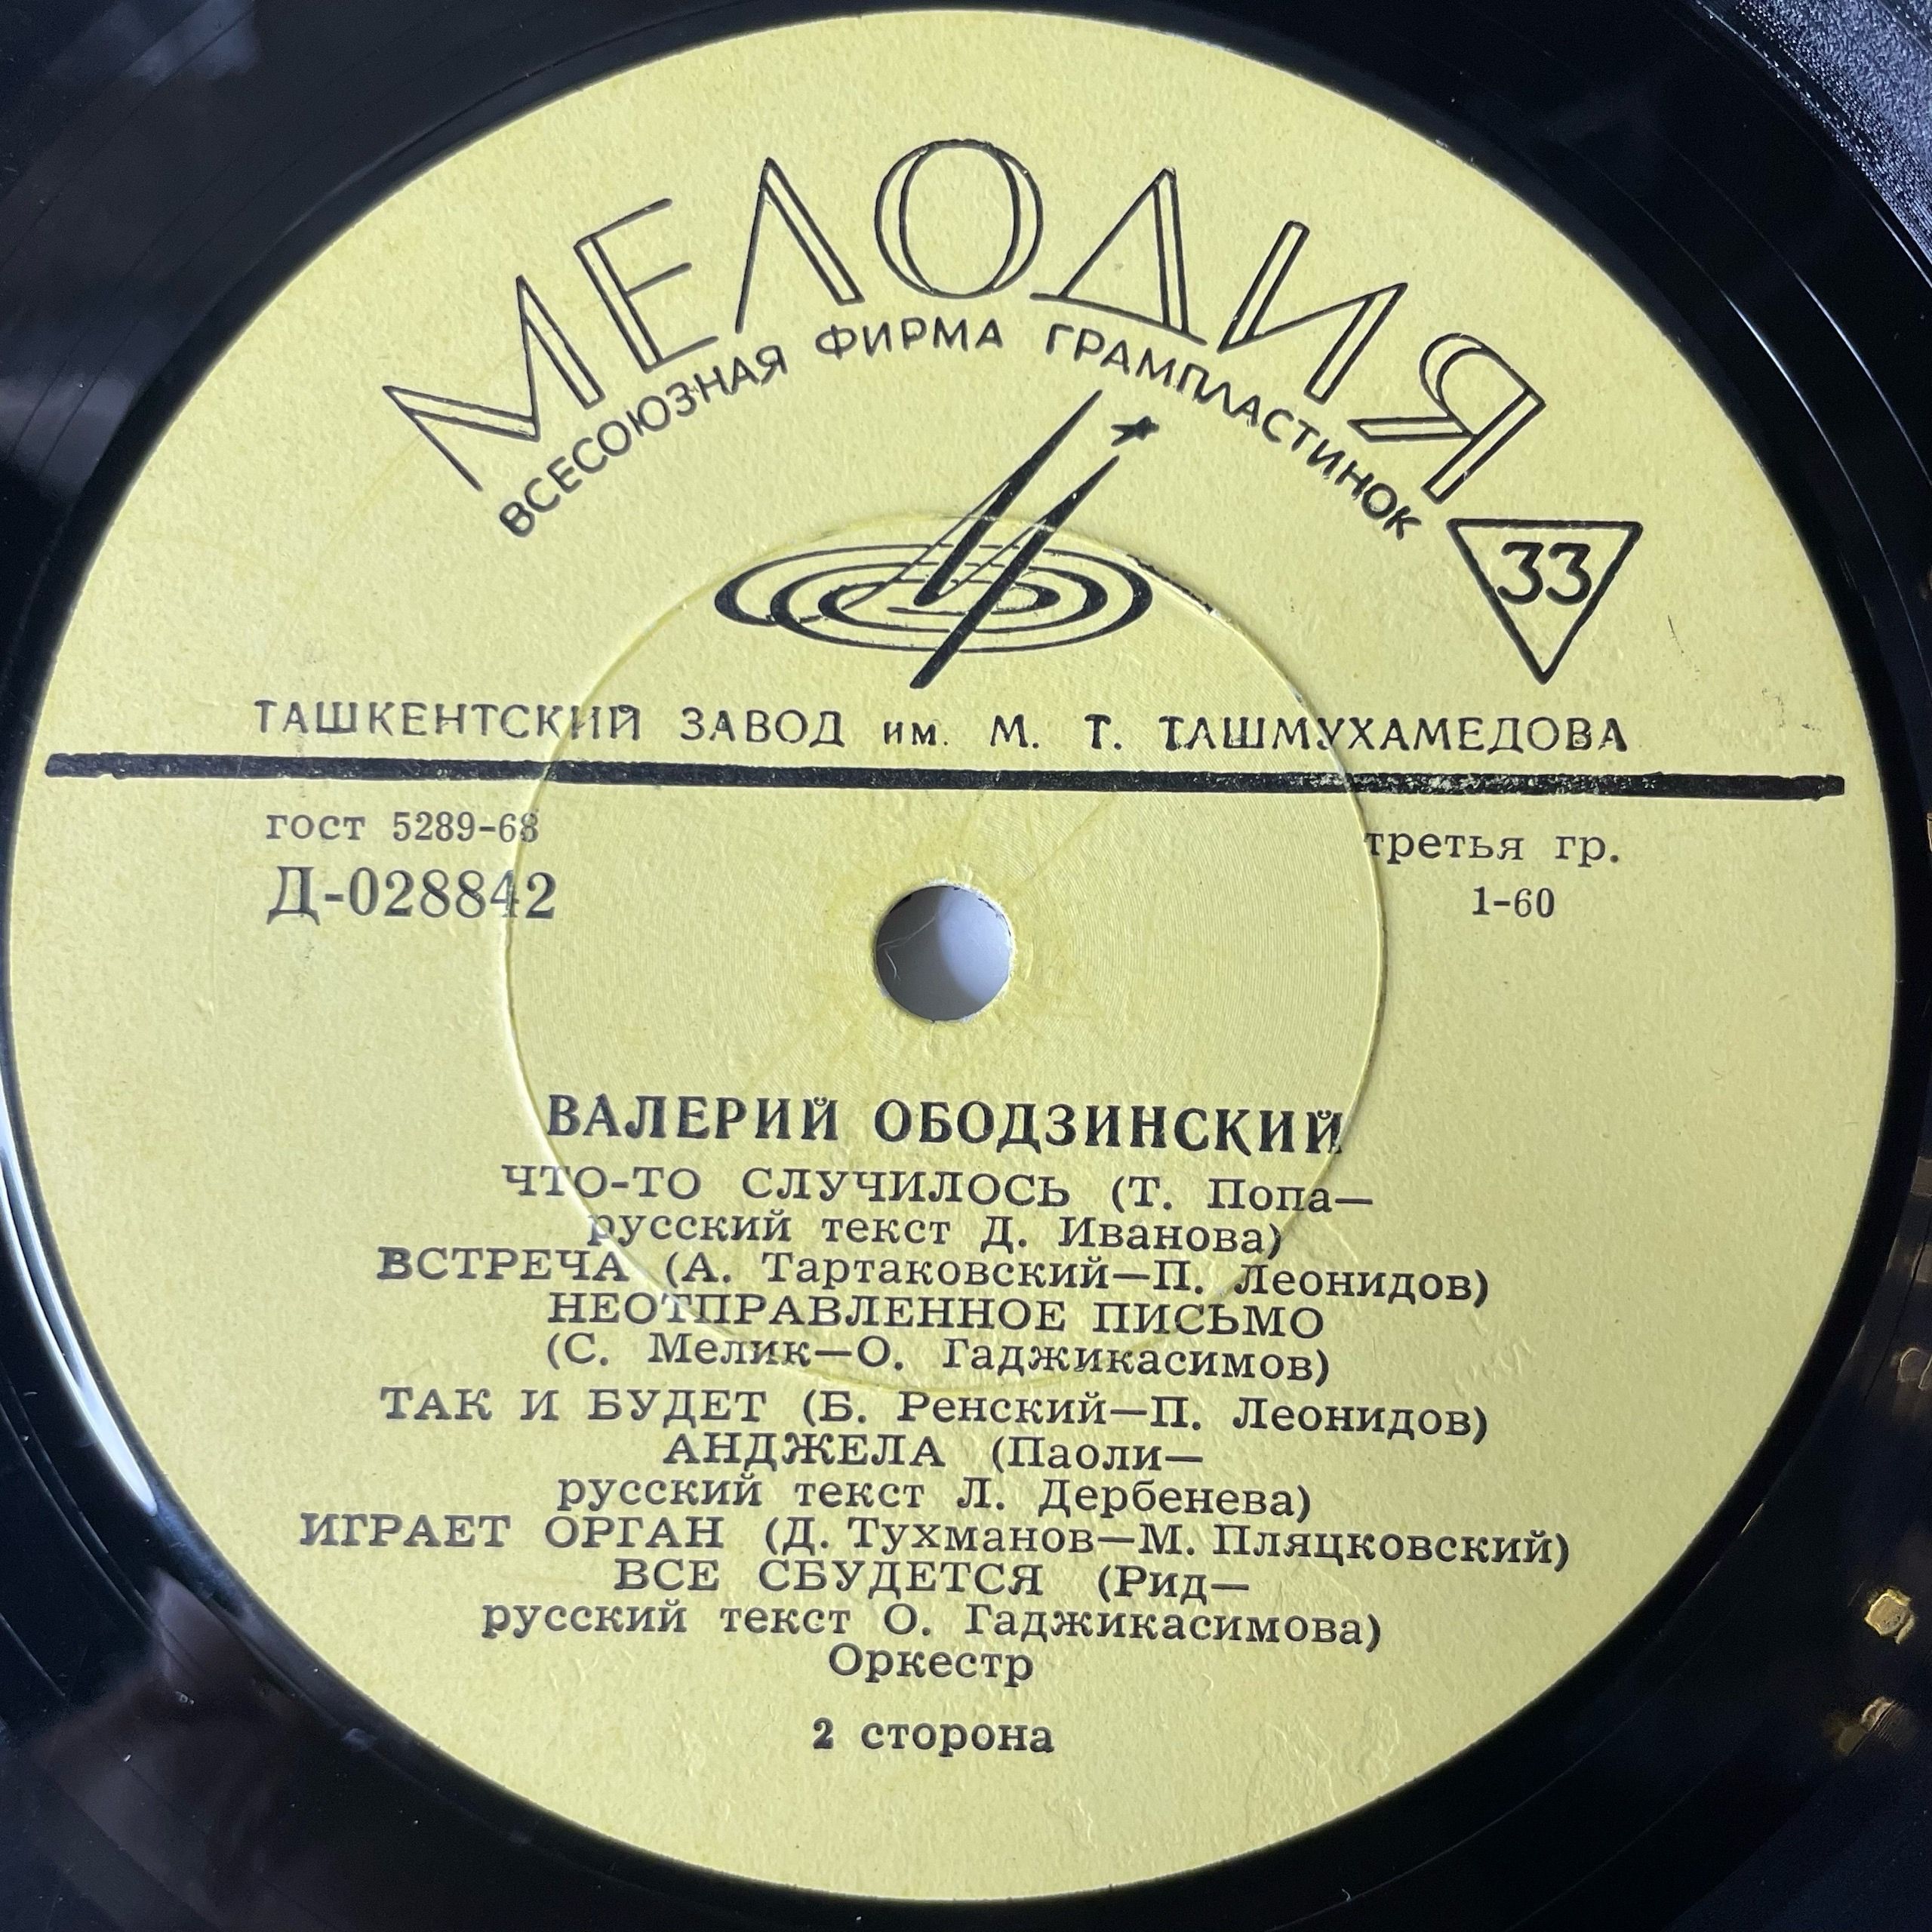 МЕЛОДИЯ
ВСЕСОЮЗНАЯ ФИРМА ГРАМПЛАСТИНОК
33
ТАШКЕНТСКИЙ ЗАВОД им. М. Т. ТАШМУХАМЕДОВА
гост 5289-68
третья гр.
Д-028842
1-60
ВАЛЕРИЙ ОБОДЗИНСКИЙ
ЧТО-ТО СЛУЧИЛОСЬ (Т. Попа—
русский текст Д. Иванова)
ВСТРЕЧА (А. Тартаковский—П. Леонидов)
НЕОТПРАВЛЕННОЕ ПИСЬМО
(С. Мелик—О. Гаджикасимов)
ТАК И БУДЕТ (Б. Ренский—П. Леонидов)
АНДЖЕЛА (Паоли—
русский текст Л. Дербенева)
ИГРАЕТ ОРГАН (Д. Тухманов—М. Пляцковский)
ВСЕ СБУДЕТСЯ (Рид—
русский текст О. Гаджикасимова)
Оркестр
2 сторона